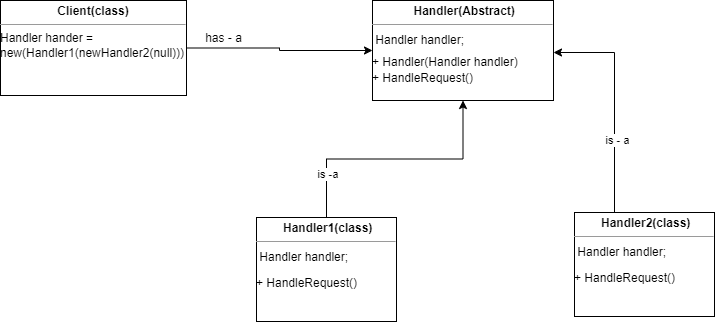 Client(class)
Handler hander =
new(Handler1(newHandler2(null)))
has - a
Handler(Abstract)
Handler handler;
+ Handler(Handler handler)
+ HandleRequest()
is -a
is - a
Handler1(class)
Handler handler;
+ HandleRequest()
Handler2(class)
Handler handler;
+ HandleRequest()